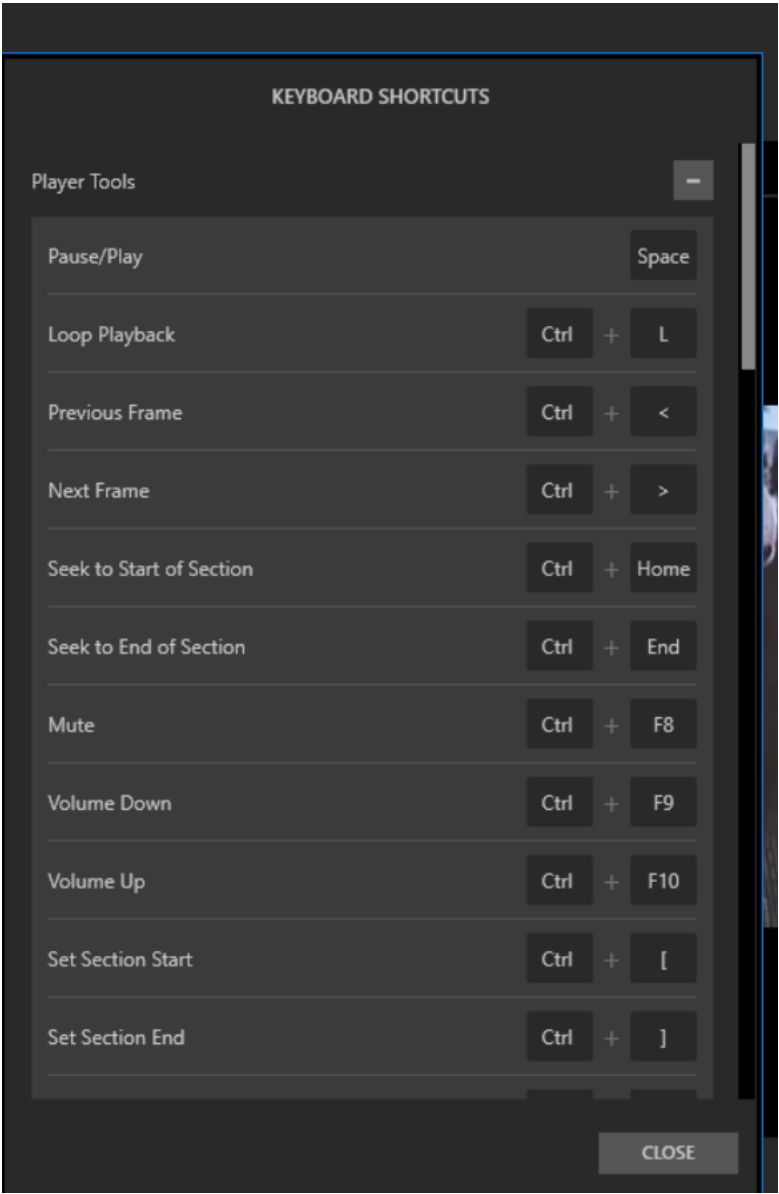 KEYBOARD SHORTCUTS
Player Tools −
Pause/Play Space
Loop Playback Ctrl + L
Previous Frame Ctrl + <
Next Frame Ctrl + >
Seek to Start of Section Ctrl + Home
Seek to End of Section Ctrl + End
Mute Ctrl + F8
Volume Down Ctrl + F9
Volume Up Ctrl + F10
Set Section Start Ctrl + [
Set Section End Ctrl + ]
CLOSE